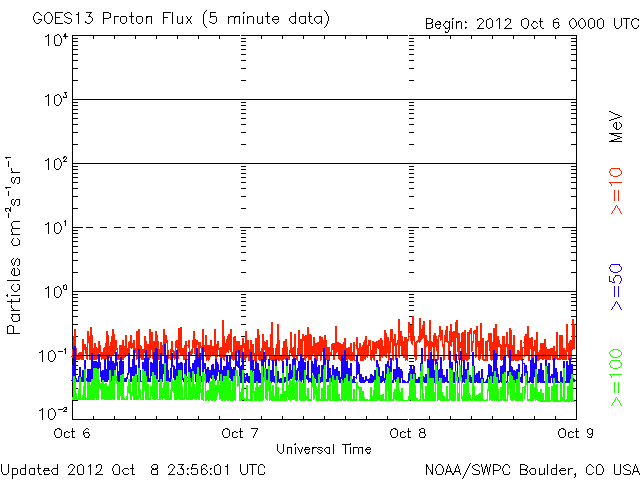 GOES13 Proton Flux (5 minute data) Begin: 2012 Oct 6 0000 UTC
10⁴
10³
10²
10¹
10⁰
10⁻¹
10⁻²
Particles cm⁻²s⁻¹sr⁻¹
MeV
>=10
>=50
>=100
Oct 6 Oct 7 Oct 8 Oct 9
Universal Time
Updated 2012 Oct 8 23:56:01 UTC NOAA/SWPC Boulder, CO USA